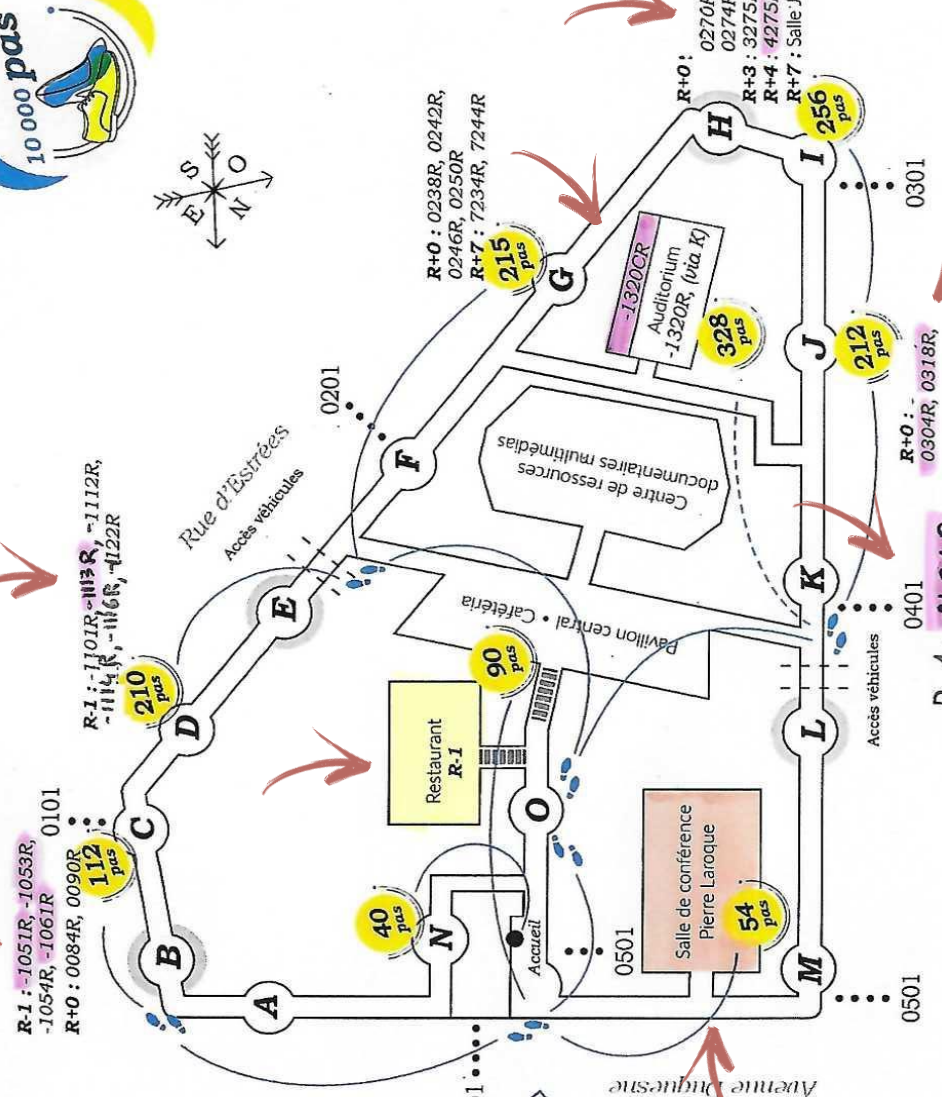 10 000 pas
S
E
O
N
R-1 : -1051R, -1053R,
-1054R, -1061R
R+0 : 0084R, 0090R
0101
112
pas
R-1 : -1101R, -1113R, -1112R,
-1114R, -1116R, -1122R
210
pas
Rue d'Estrées
Accès véhicules
0201
R+0 : 0238R, 0242R,
0246R, 0250R
R+7 : 7234R, 7244R
215
pas
R+0 :
R+3 : 3275
R+4 : 4275
R+7 : Salle
256
pas
0301
A
B
C
D
E
F
G
H
I
J
K
L
M
N
O
Restaurant
R-1
90
pas
40
pas
Accueil
0501
Pavillon central • Cafétéria
Centre de ressources
documentaires multimédias
-1320CR
Auditorium
-1320R, (via K)
328
pas
212
pas
R+0 :
0304R, 0318R,
0401
Accès véhicules
Salle de conférence
Pierre Laroque
54
pas
0501
Avenue Duquesne